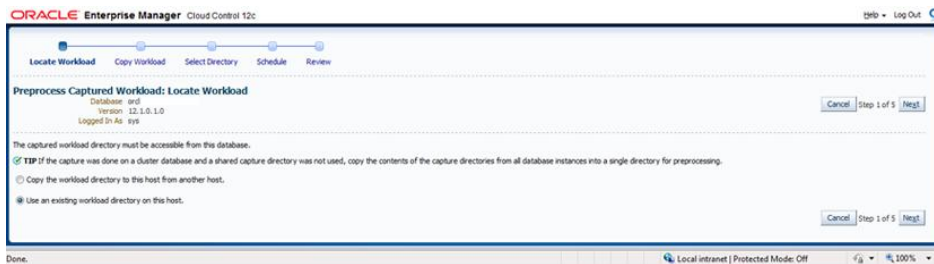 ORACLE Enterprise Manager Cloud Control 12c
Help Log Out
Locate Workload Copy Workload Select Directory Schedule Review
Preprocess Captured Workload: Locate Workload
Database ord
Version 12.1.0.1.0
Logged In As sys
Cancel Step 1 of 5 Next
The captured workload directory must be accessible from this database.
TIP If the capture was done on a cluster database and a shared capture directory was not used, copy the contents of the capture directories from all database instances into a single directory for preprocessing.
Copy the workload directory to this host from another host.
Use an existing workload directory on this host.
Cancel Step 1 of 5 Next
Done. Local intranet | Protected Mode: Off 100%